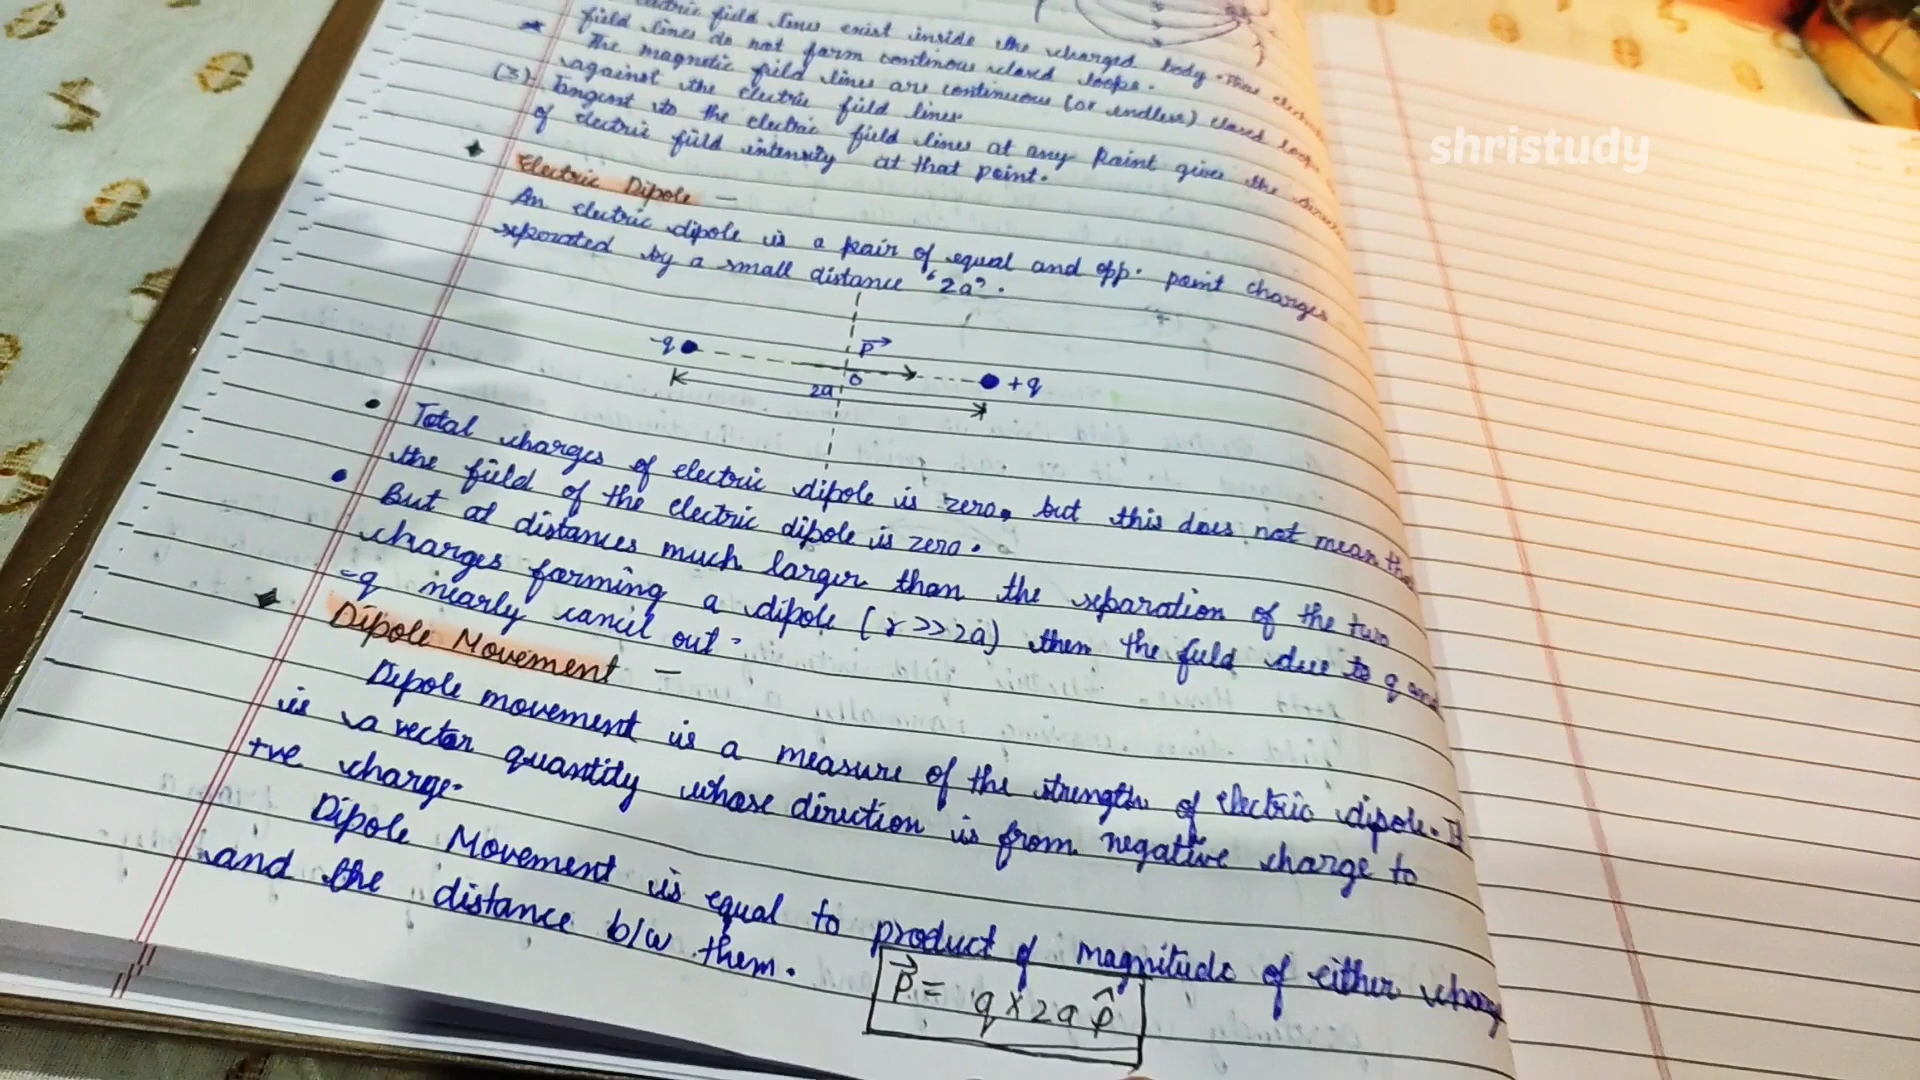 field lines exist inside the charged body. These
field lines do not form continous closed loops.
* The magnetic field lines are continuous (or endless) closed loops
against the electric field lines.
(3) Tangent to the electric field lines at any Point gives the
of electric field intensity at that point.
Electric Dipole -
An electric dipole is a pair of equal and opp. point charges
separated by a small distance "2a".
-q
P
O
+q
2a
• Total charges of electric dipole is zero, but this does not mean
the field of the electric dipole is zero.
• But at distances much larger than the separation of the two
charges forming a dipole (r >> 2a) then the field due to q and
-q nearly cancel out.
Dipole Movement -
Dipole movement is a measure of the strength of electric dipole. It
is a vector quantity whose direction is from negative charge to
+ve charge.
Dipole Movement is equal to product of magnitude of either charge
and the distance b/w them.
P = q x 2a p̂
shristudy